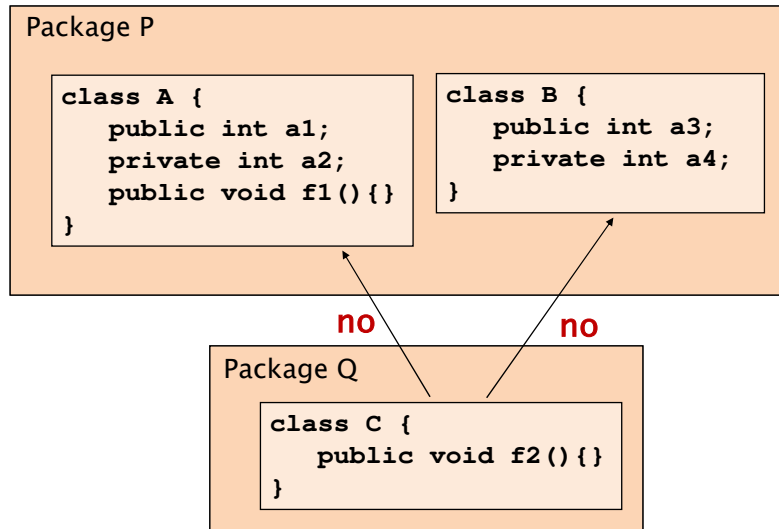 Package P
class A {
   public int a1;
   private int a2;
   public void f1(){}
}
class B {
   public int a3;
   private int a4;
}
no
no
Package Q
class C {
   public void f2(){}
}